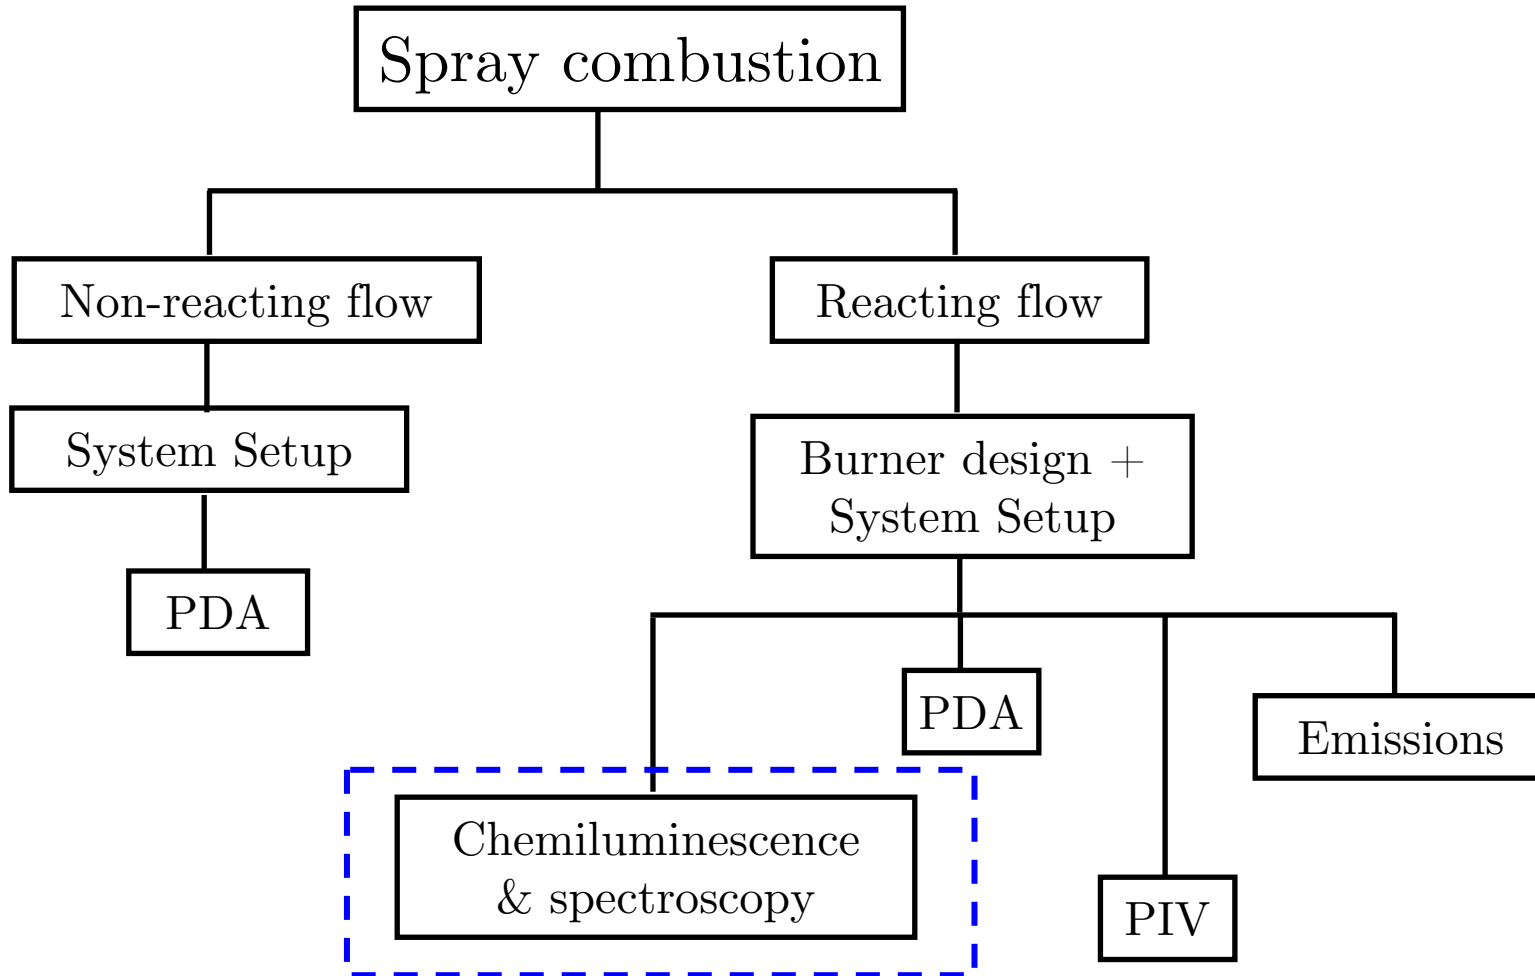 Spray combustion
Non-reacting flow
Reacting flow
System Setup
Burner design +
System Setup
PDA
PDA
Emissions
Chemiluminescence
& spectroscopy
PIV